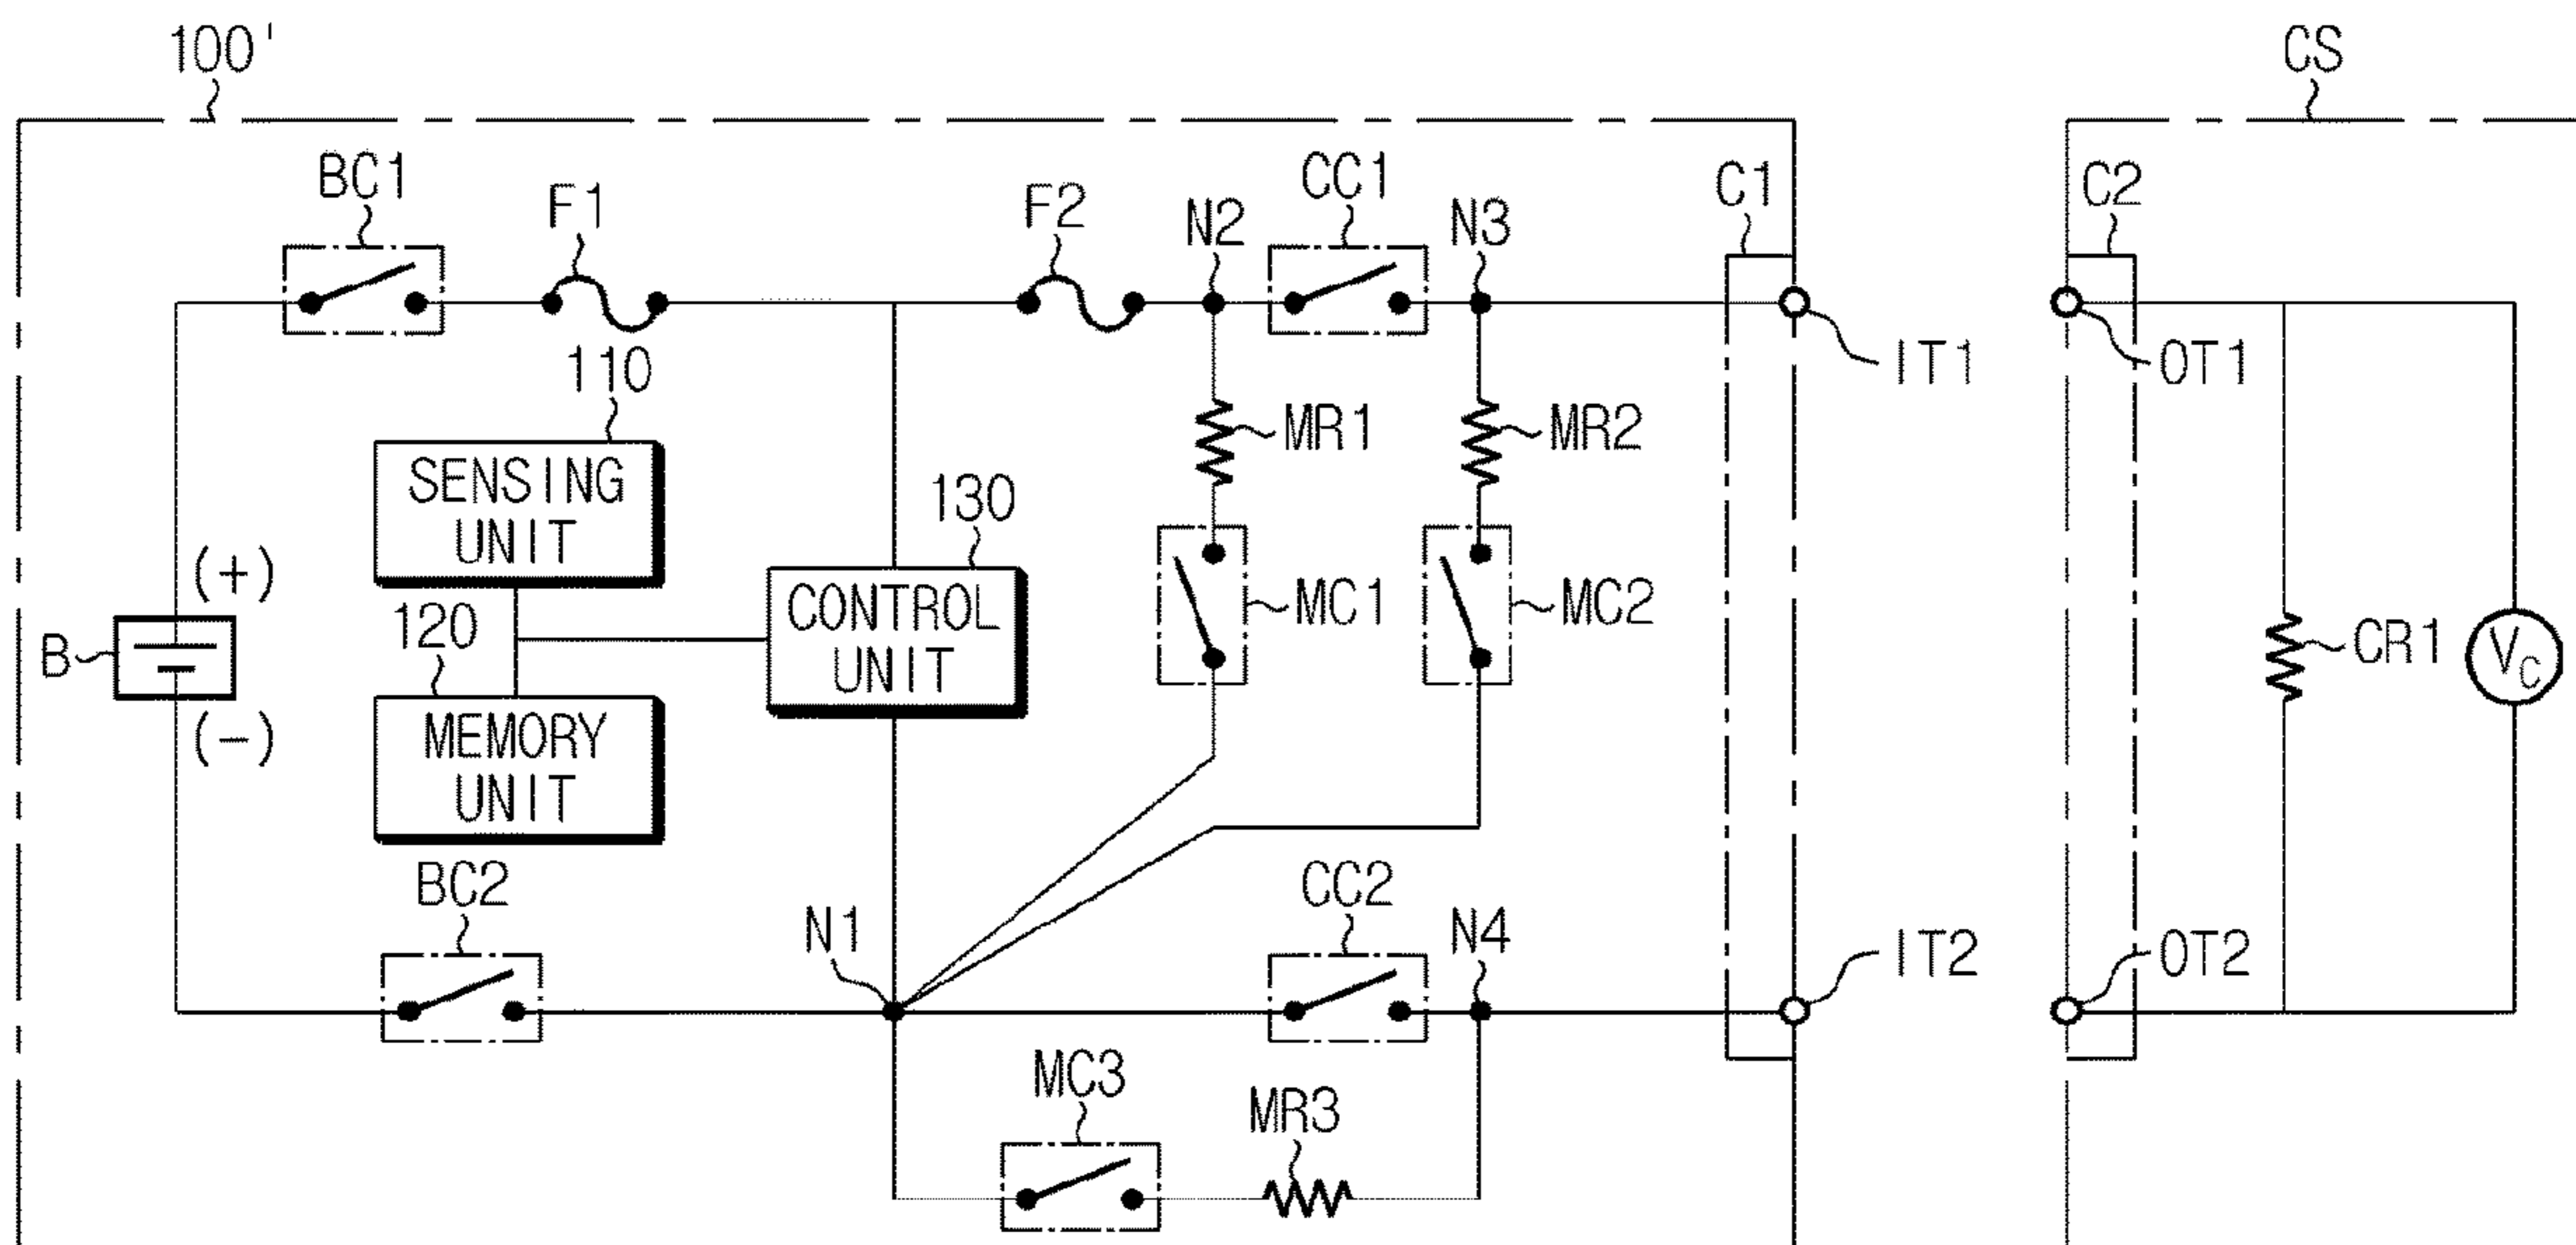 100'
CS
BC1
F1
F2
N2
CC1
N3
C1
C2
IT1
OT1
110
MR1
MR2
SENSING
UNIT
130
(+)
B
120
CONTROL
UNIT
MC1
MC2
CR1
VC
(-)
MEMORY
UNIT
BC2
N1
CC2
N4
IT2
OT2
MC3
MR3